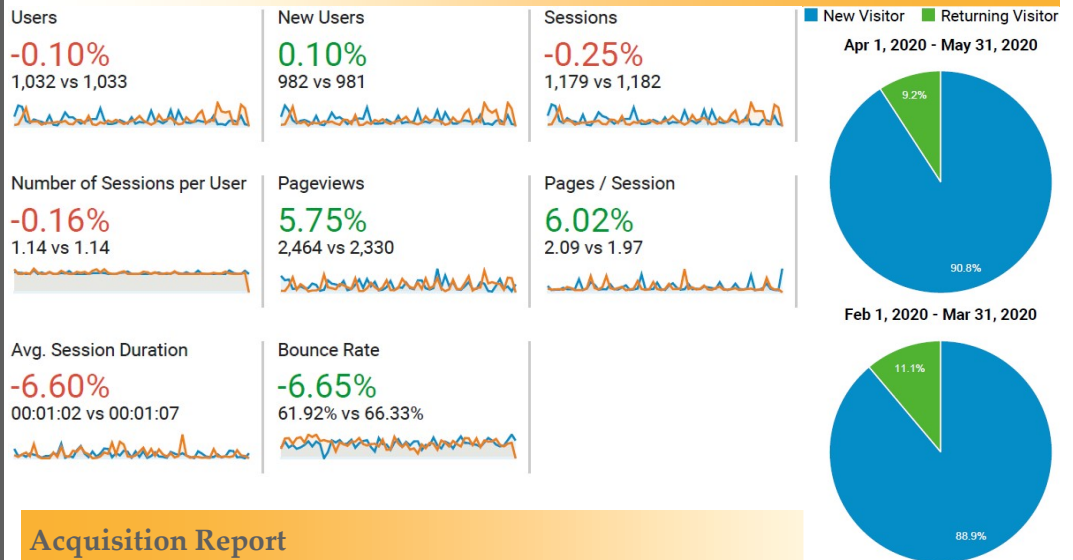 Users
-0.10%
1,032 vs 1,033
New Users
0.10%
982 vs 981
Sessions
-0.25%
1,179 vs 1,182
Number of Sessions per User
-0.16%
1.14 vs 1.14
Pageviews
5.75%
2,464 vs 2,330
Pages / Session
6.02%
2.09 vs 1.97
Avg. Session Duration
-6.60%
00:01:02 vs 00:01:07
Bounce Rate
-6.65%
61.92% vs 66.33%
New Visitor Returning Visitor
Apr 1, 2020 - May 31, 2020
9.2%
90.8%
Feb 1, 2020 - Mar 31, 2020
11.1%
88.9%
Acquisition Report